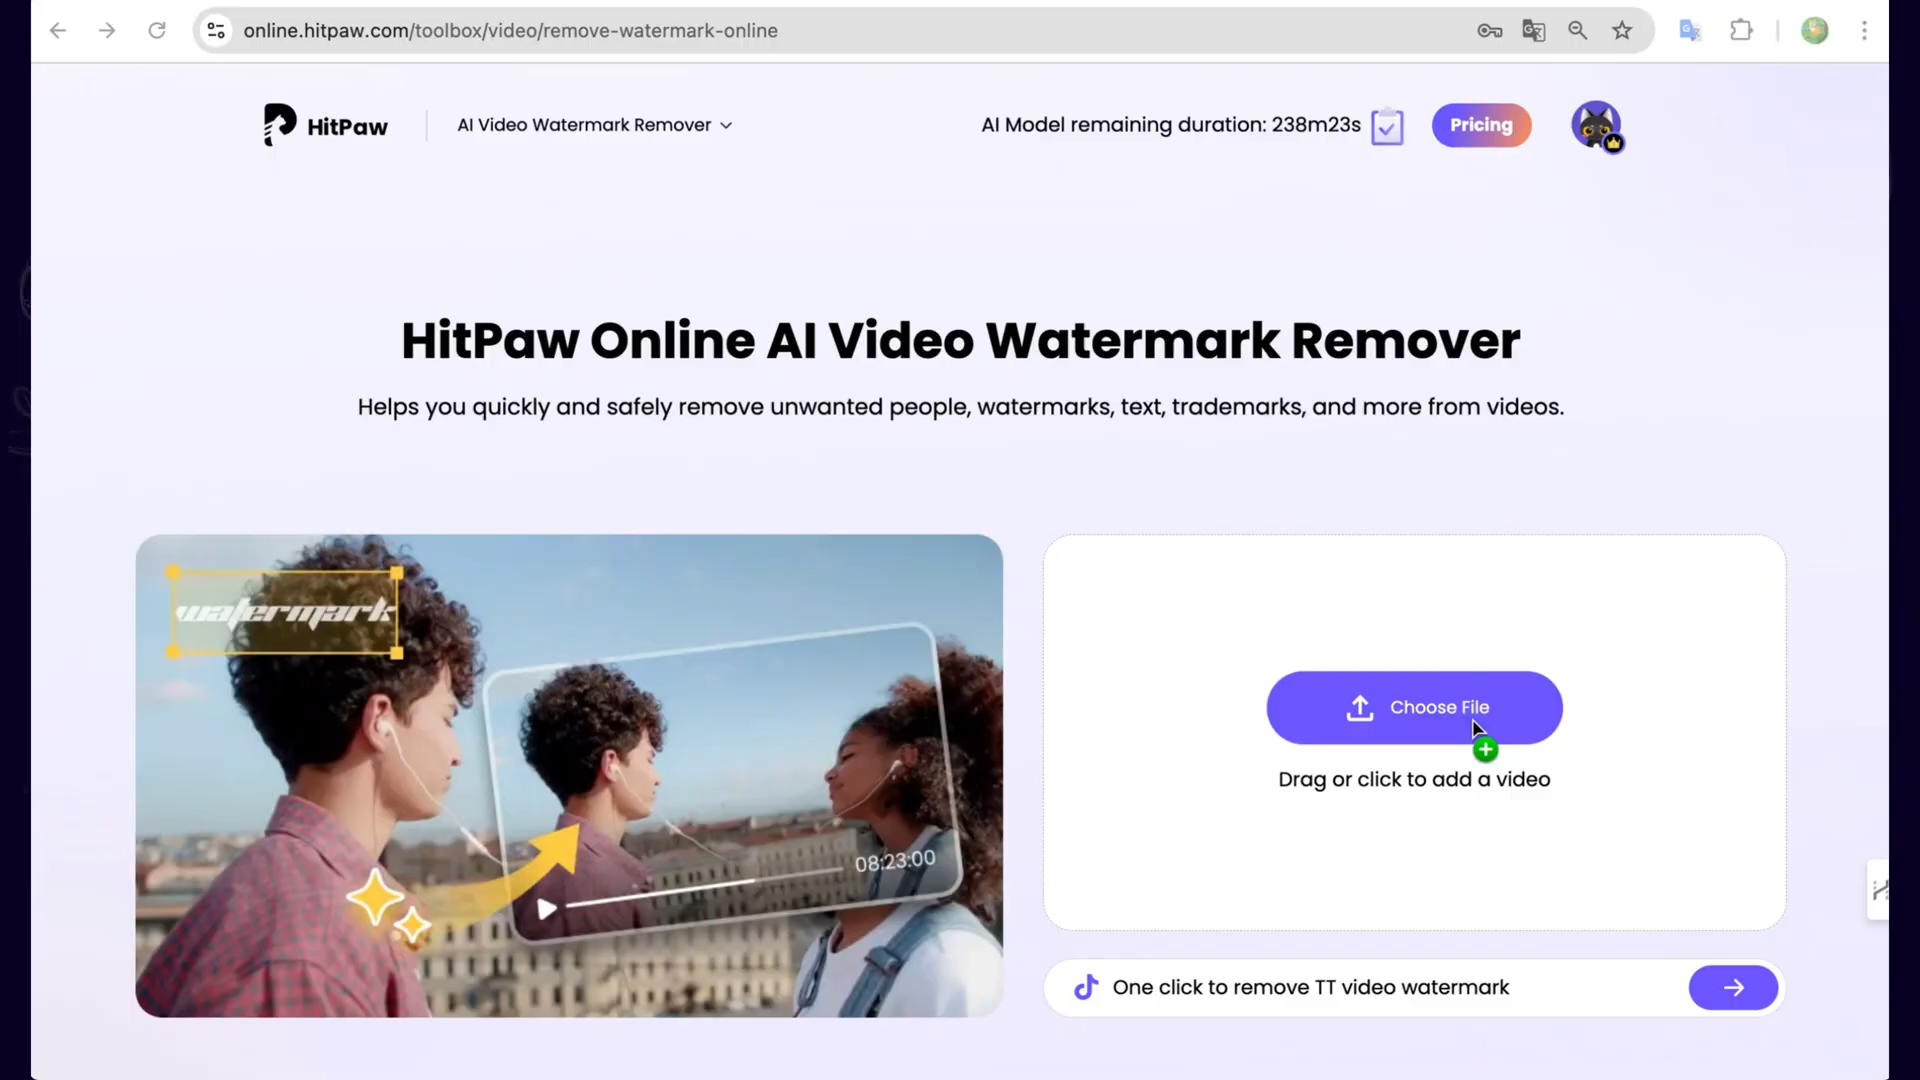 online.hitpaw.com/toolbox/video/remove-watermark-online
HitPaw
AI Video Watermark Remover
AI Model remaining duration: 238m23s
Pricing
HitPaw Online AI Video Watermark Remover
Helps you quickly and safely remove unwanted people, watermarks, text, trademarks, and more from videos.
watermark
08:23:00
Choose File
Drag or click to add a video
One click to remove TT video watermark